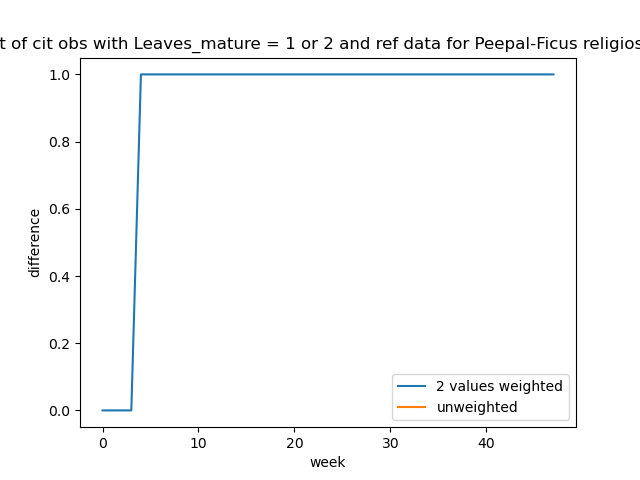 t of cit obs with Leaves_mature = 1 or 2 and ref data for Peepal-Ficus religios
1.0
0.8
0.6
0.4
0.2
0.0
difference
0 10 20 30 40
week
2 values weighted
unweighted